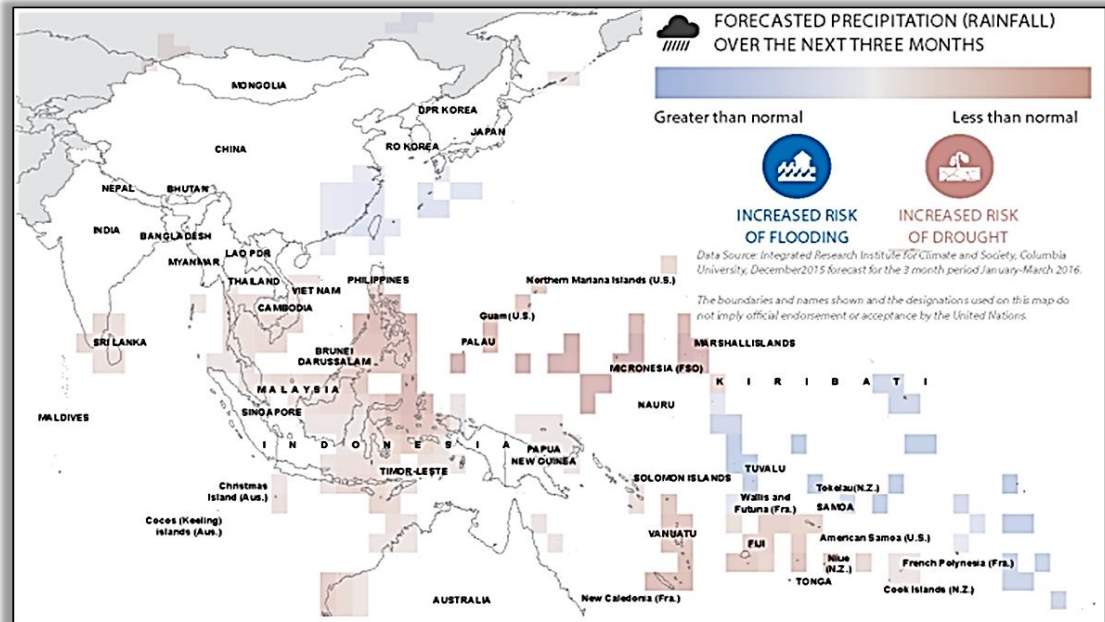 FORECASTED PRECIPITATION (RAINFALL)
OVER THE NEXT THREE MONTHS
Greater than normal
Less than normal
INCREASED RISK
OF FLOODING
INCREASED RISK
OF DROUGHT
Data Source: Integrated Research Institute for Climate and Society, Columbia
University, December2015 forecast for the 3 month period January-March 2016.
The boundaries and names shown and the designations used on this map do
not imply official endorsement or acceptance by the United Nations.
MONGOLIA
DPR KOREA
JAPAN
RO KOREA
CHINA
NEPAL
BHUTAN
INDIA
BANGLADESH
LAO PDR
MYANMAR
THAILAND
VIET NAM
PHILIPPINES
Northern Mariana Islands (U.S.)
CAMBODIA
Guam (U.S.)
SRI LANKA
PALAU
MARSHALL ISLANDS
BRUNEI
DARUSSALAM
MICRONESIA (FSO)
KIRIBATI
MALAYSIA
NAURU
SINGAPORE
MALDIVES
INDONESIA
PAPUA
NEW GUINEA
TIMOR-LESTE
TUVALU
SOLOMON ISLANDS
Christmas
Island (Aus.)
Tokelau (N.Z.)
Wallis and
Futuna (Fra.)
SAMOA
Cocos (Keeling)
islands (Aus.)
VANUATU
FIJI
American Samoa (U.S.)
Niue
(N.Z.)
French Polynesia (Fra.)
TONGA
Cook Islands (N.Z.)
AUSTRALIA
New Caledonia (Fra.)